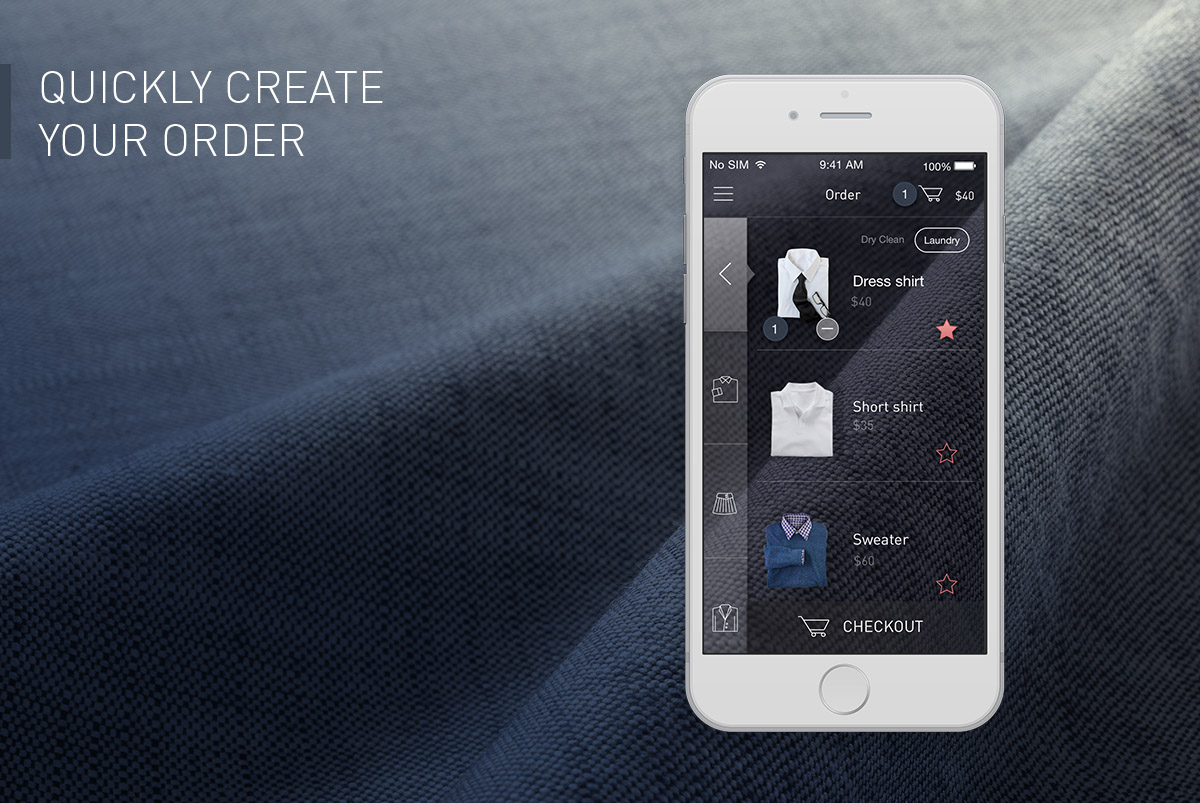 QUICKLY CREATE
YOUR ORDER
No SIM 9:41 AM 100%
Order 1 $40
Dry Clean Laundry
Dress shirt
$40
1
Short shirt
$35
Sweater
$60
CHECKOUT